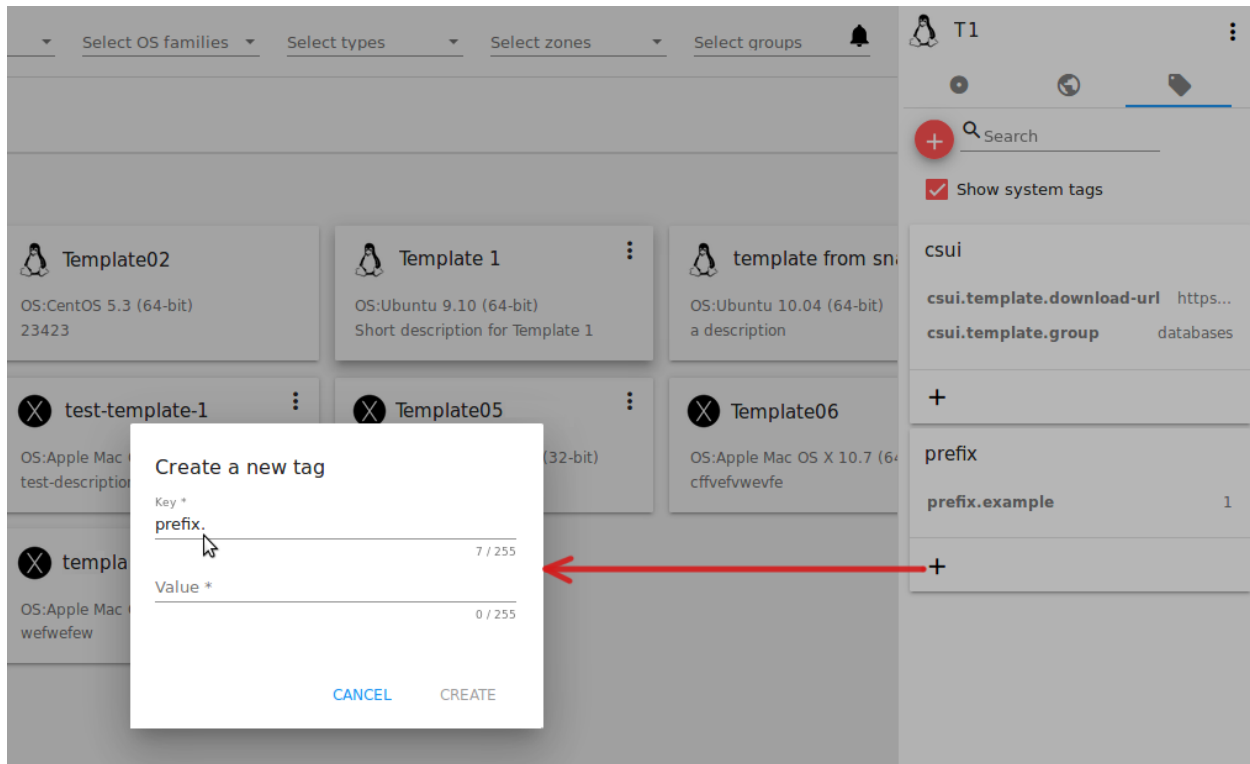 Select OS families
Select types
Select zones
Select groups
Template02
OS:CentOS 5.3 (64-bit)
23423
Template 1
OS:Ubuntu 9.10 (64-bit)
Short description for Template 1
template from sna
OS:Ubuntu 10.04 (64-bit)
a description
test-template-1
OS:Apple Mac
test-description
Template05
(32-bit)
Template06
OS:Apple Mac OS X 10.7 (64
cffvefvwevfe
templa
OS:Apple Mac
wefwefew
Create a new tag
Key *
prefix.
7 / 255
Value *
0 / 255
CANCEL
CREATE
T1
Search
Show system tags
csui
csui.template.download-url https...
csui.template.group databases
+
prefix
prefix.example 1
+